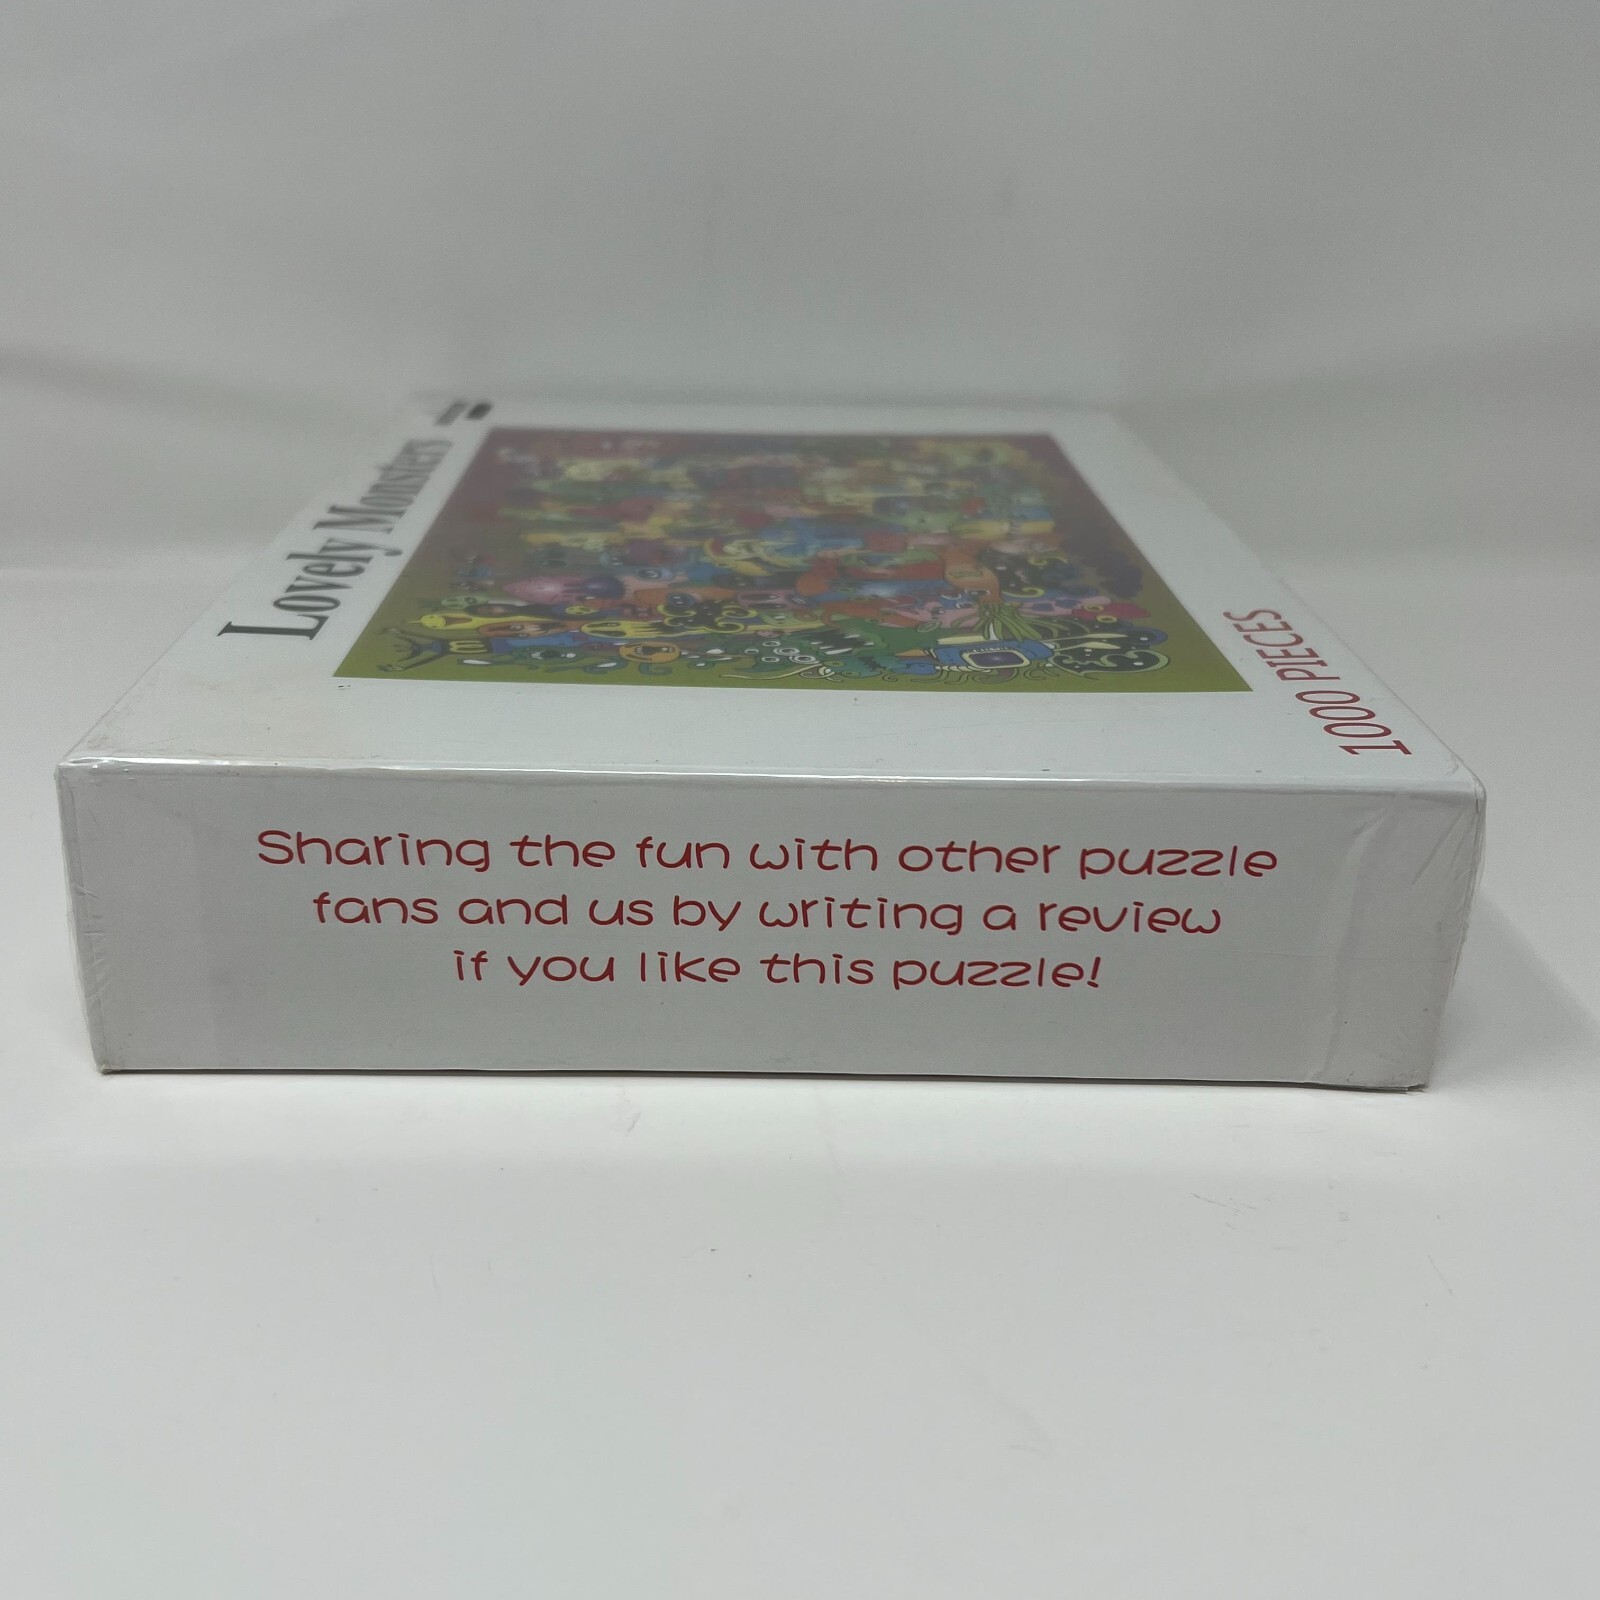 Lovely Monsters
1000 PIECES
Sharing the fun with other puzzle
fans and us by writing a review
if you like this puzzle!